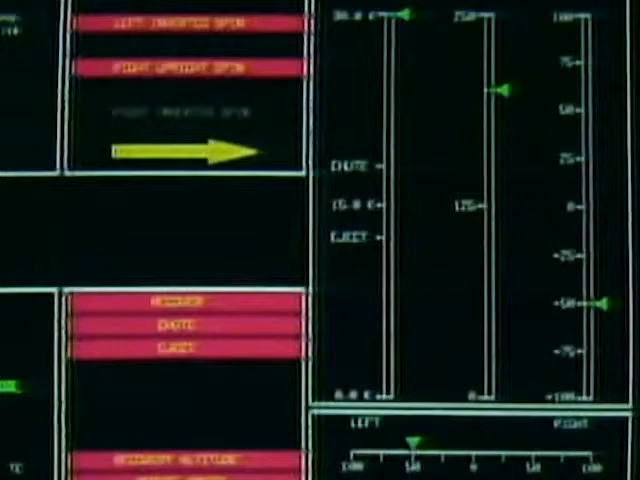 LEFT INVERTED SPIN
RIGHT UPRIGHT SPIN
RIGHT INVERTED SPIN
30.0 K
250
100
75
50
CHUTE
25
15.0 K
125
0
EJECT
-25
-50
-75
0.0 K
0
-100
CHUTE
EJECT
RECOVERY ALTITUDE
LEFT
RIGHT
100
50
0
50
100